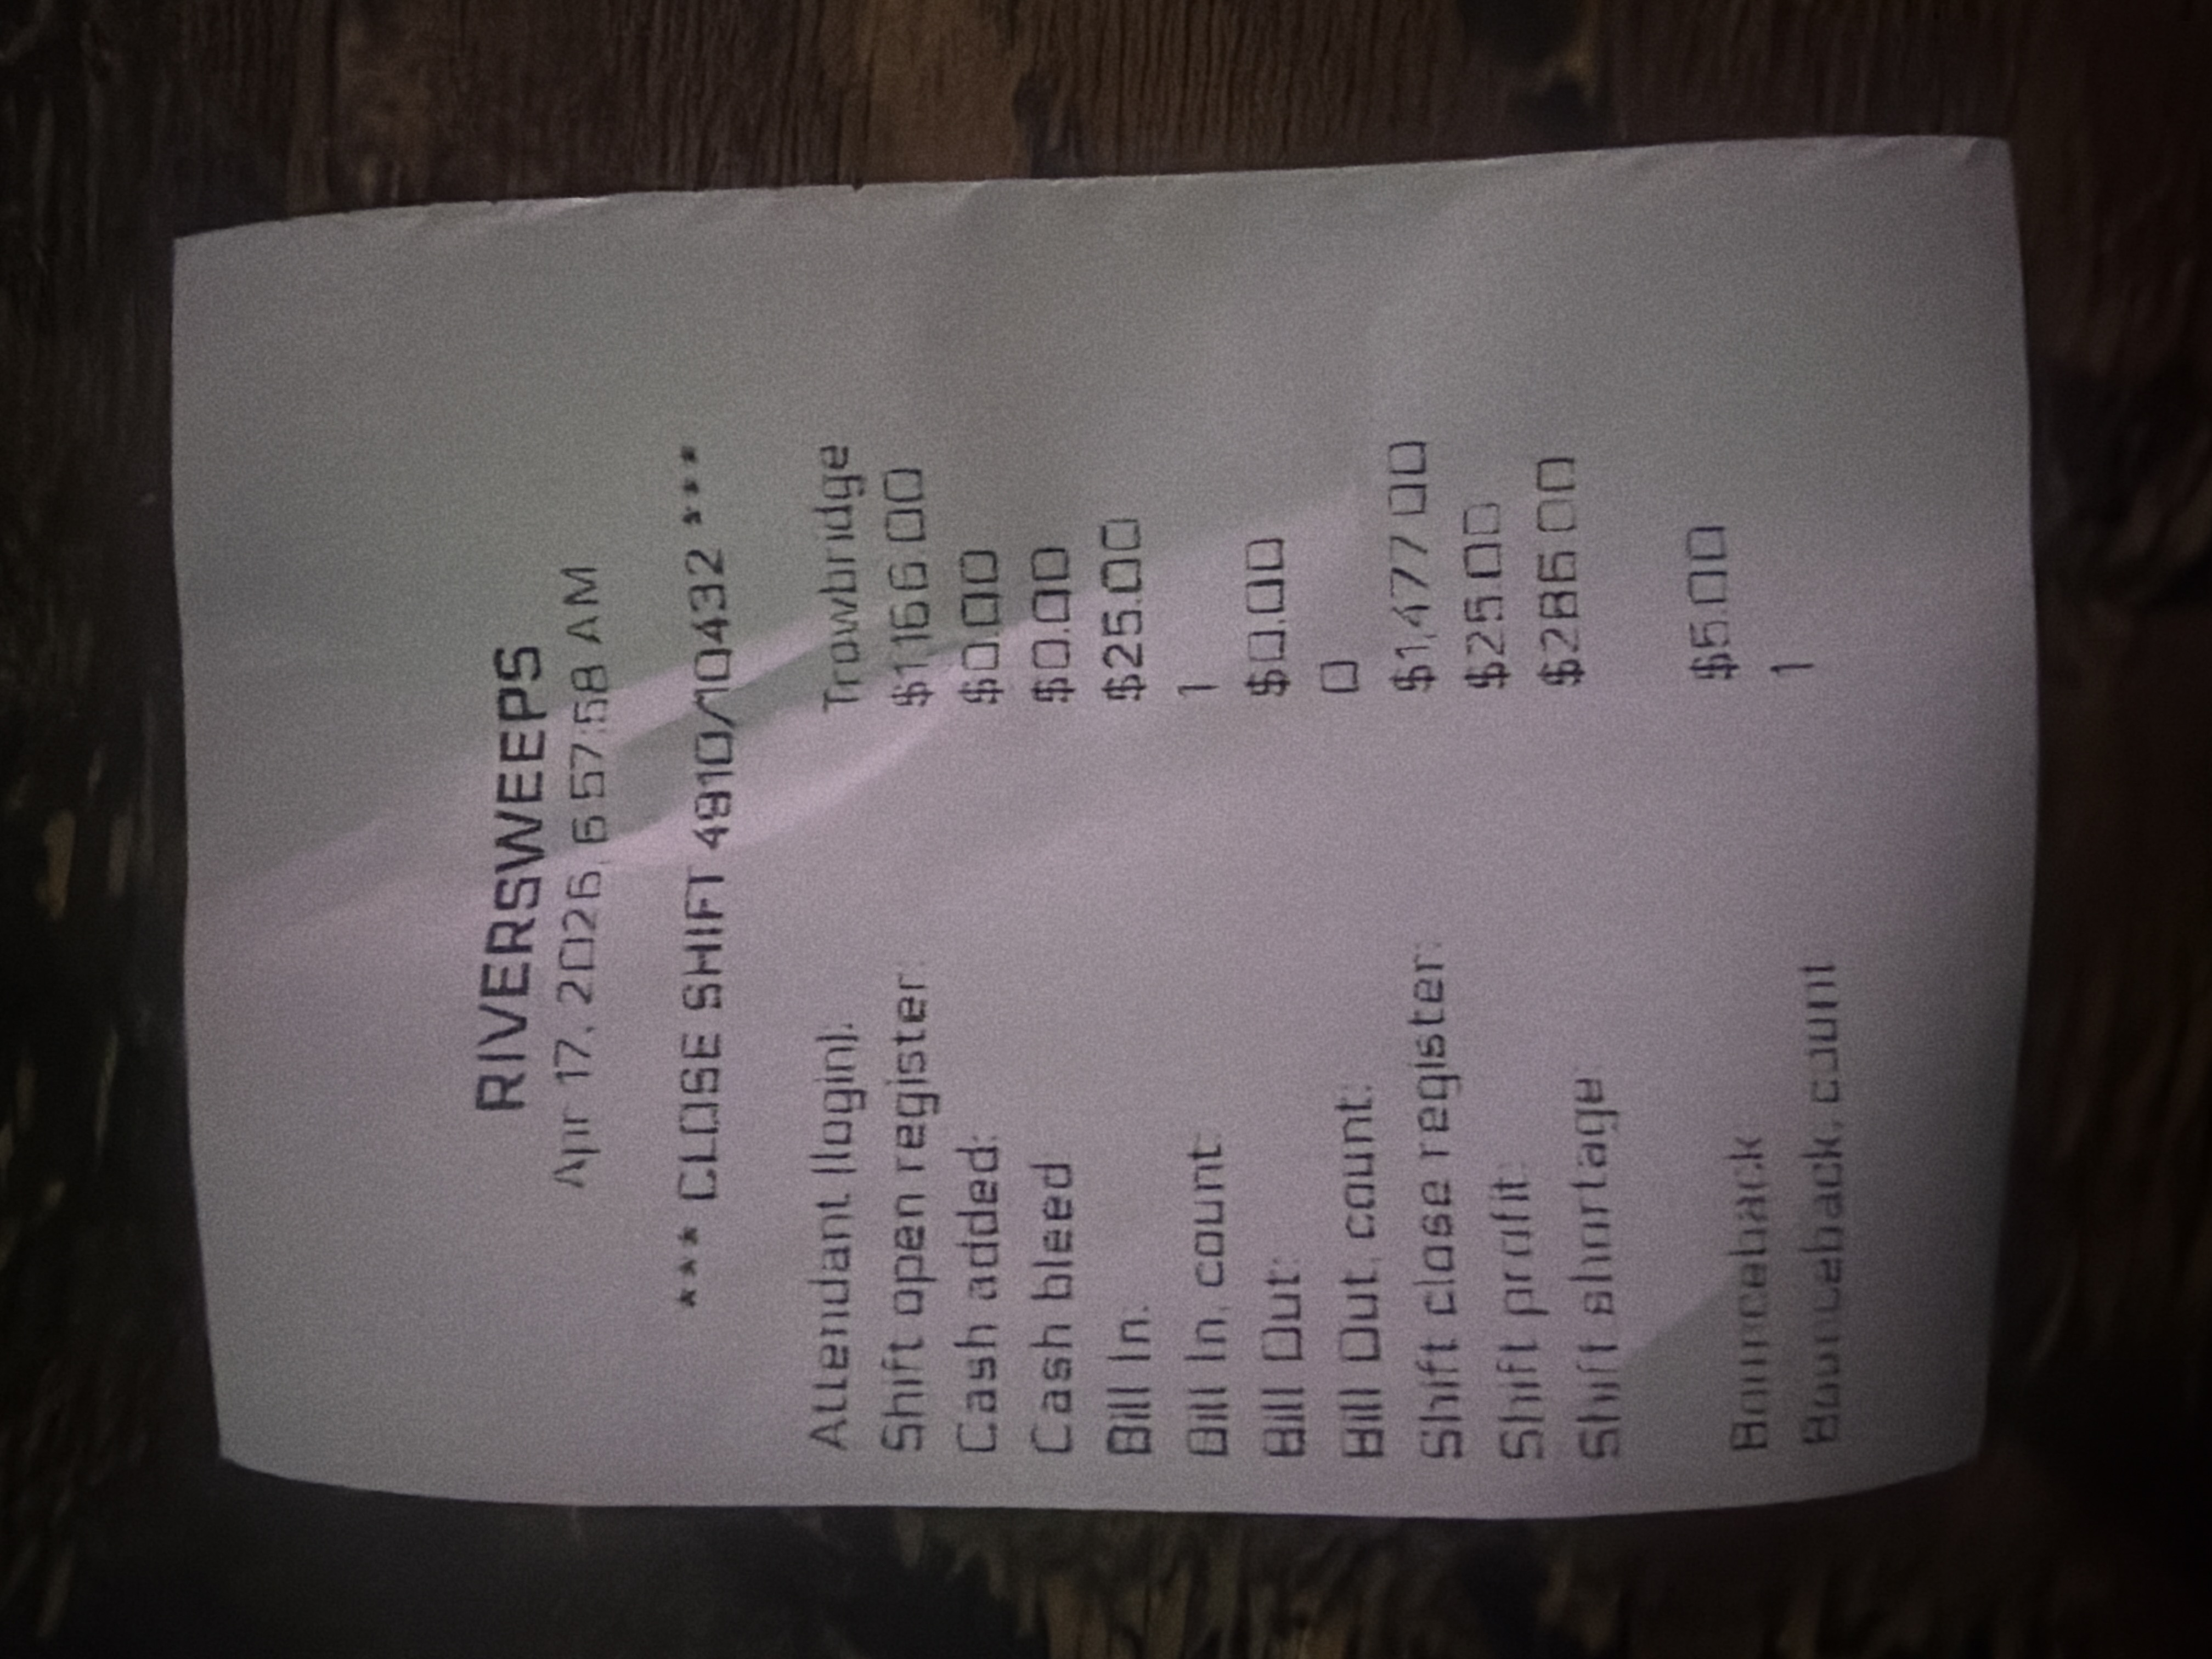 RIVERSWEEPS
Apr 17, 2026, 6:57:58 AM
*** CLOSE SHIFT 4910/10432 ***
Attendant (login): Trowbridge
Shift open register: $1,166.00
Cash added: $0.00
Cash bleed $0.00
Bill In: $25.00
Bill In, count: 1
Bill Out: $0.00
Bill Out, count: 0
Shift close register: $1,477.00
Shift profit: $25.00
Shift shortage $286.00
Bounceback: $5.00
Bounceback, count 1